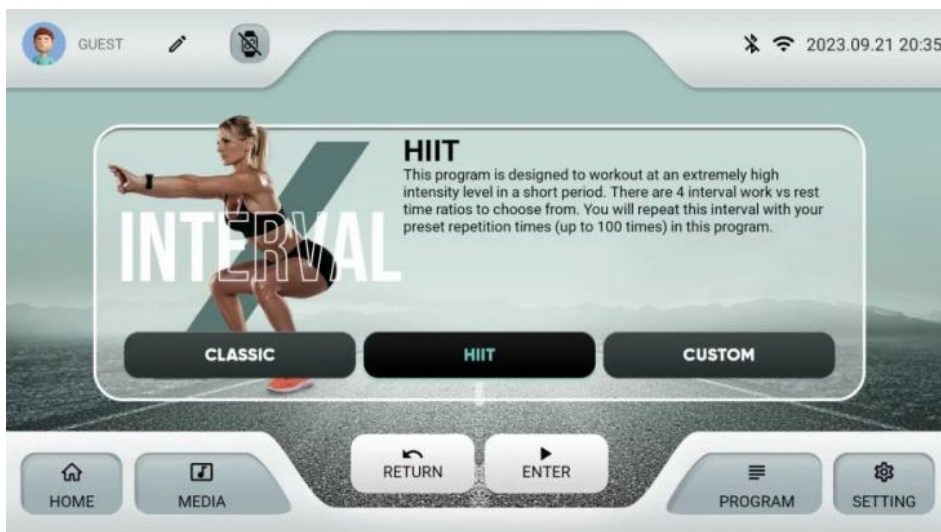 GUEST
2023.09.21 20:35
INTERVAL
HIIT
This program is designed to workout at an extremely high
intensity level in a short period. There are 4 interval work vs rest
time ratios to choose from. You will repeat this interval with your
preset repetition times (up to 100 times) in this program.
CLASSIC
HIIT
CUSTOM
RETURN
ENTER
HOME
MEDIA
PROGRAM
SETTING